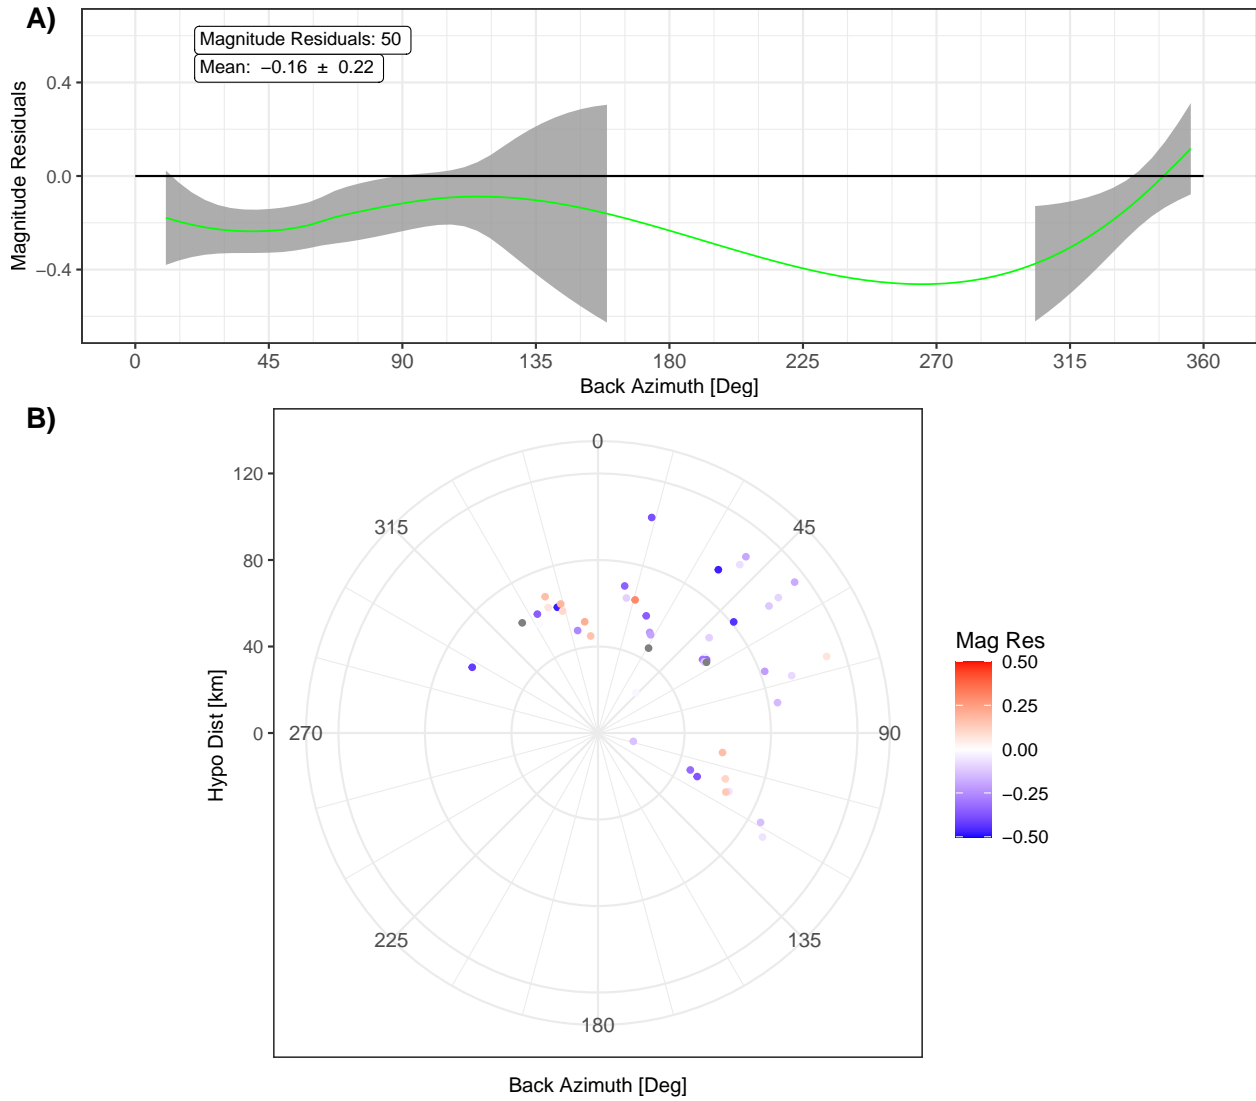 A)
Magnitude Residuals: 50
Mean: −0.16 ± 0.22
Magnitude Residuals
0.4
0.0
−0.4
0 45 90 135 180 225 270 315 360
Back Azimuth [Deg]
B)
Hypo Dist [km]
120
80
40
0
0
45
90
135
180
225
270
315
Back Azimuth [Deg]
Mag Res
0.50
0.25
0.00
−0.25
−0.50